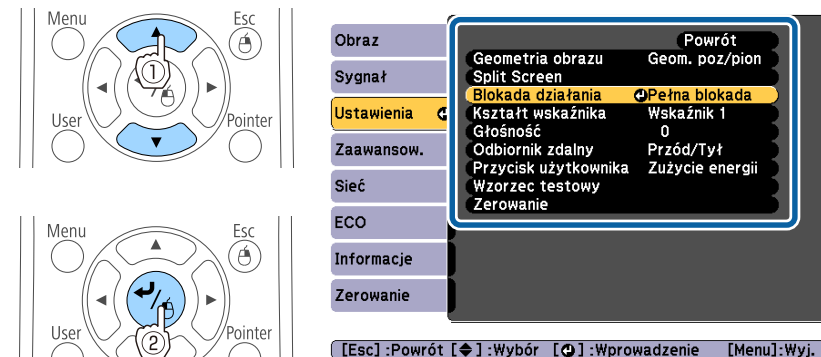 Menu
Esc
1
User
Pointer
Menu
Esc
User
Pointer
2
Obraz
Sygnał
Ustawienia
Zaawansow.
Sieć
ECO
Informacje
Zerowanie
Powrót
Geometria obrazu Geom. poz/pion
Split Screen
Blokada działania Pełna blokada
Kształt wskaźnika Wskaźnik 1
Głośność 0
Odbiornik zdalny Przód/Tył
Przycisk użytkownika Zużycie energii
Wzorzec testowy
Zerowanie
[Esc] :Powrót [◆] :Wybór [⏎] :Wprowadzenie [Menu]:Wyj.